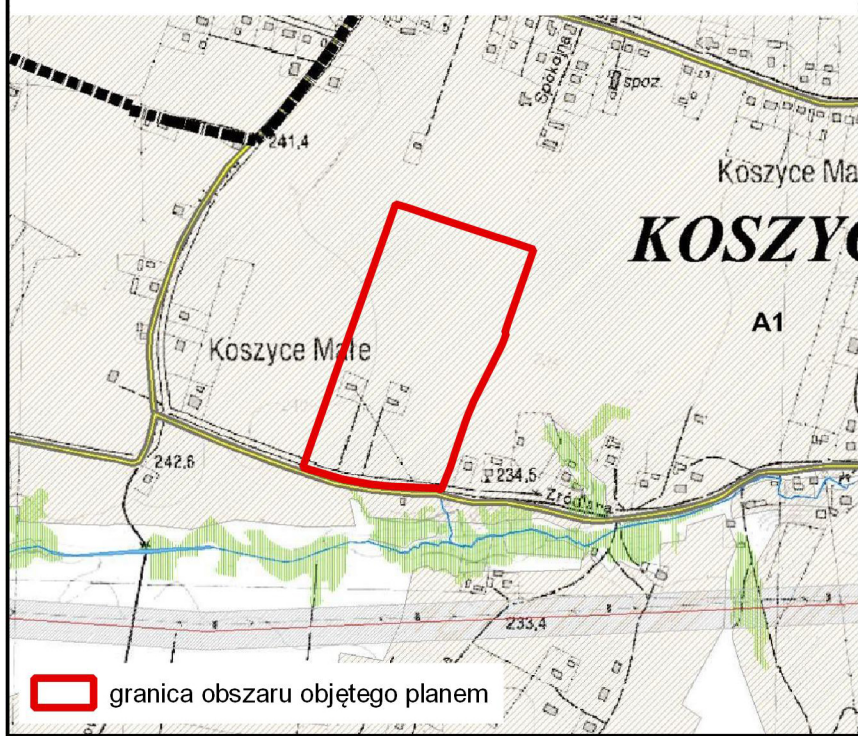 Spokojna
spoz.
241,4
Koszyce Ma
KOSZYC
A1
Koszyce Małe
242,6
234,5
Źródlana
233,4
granica obszaru objętego planem